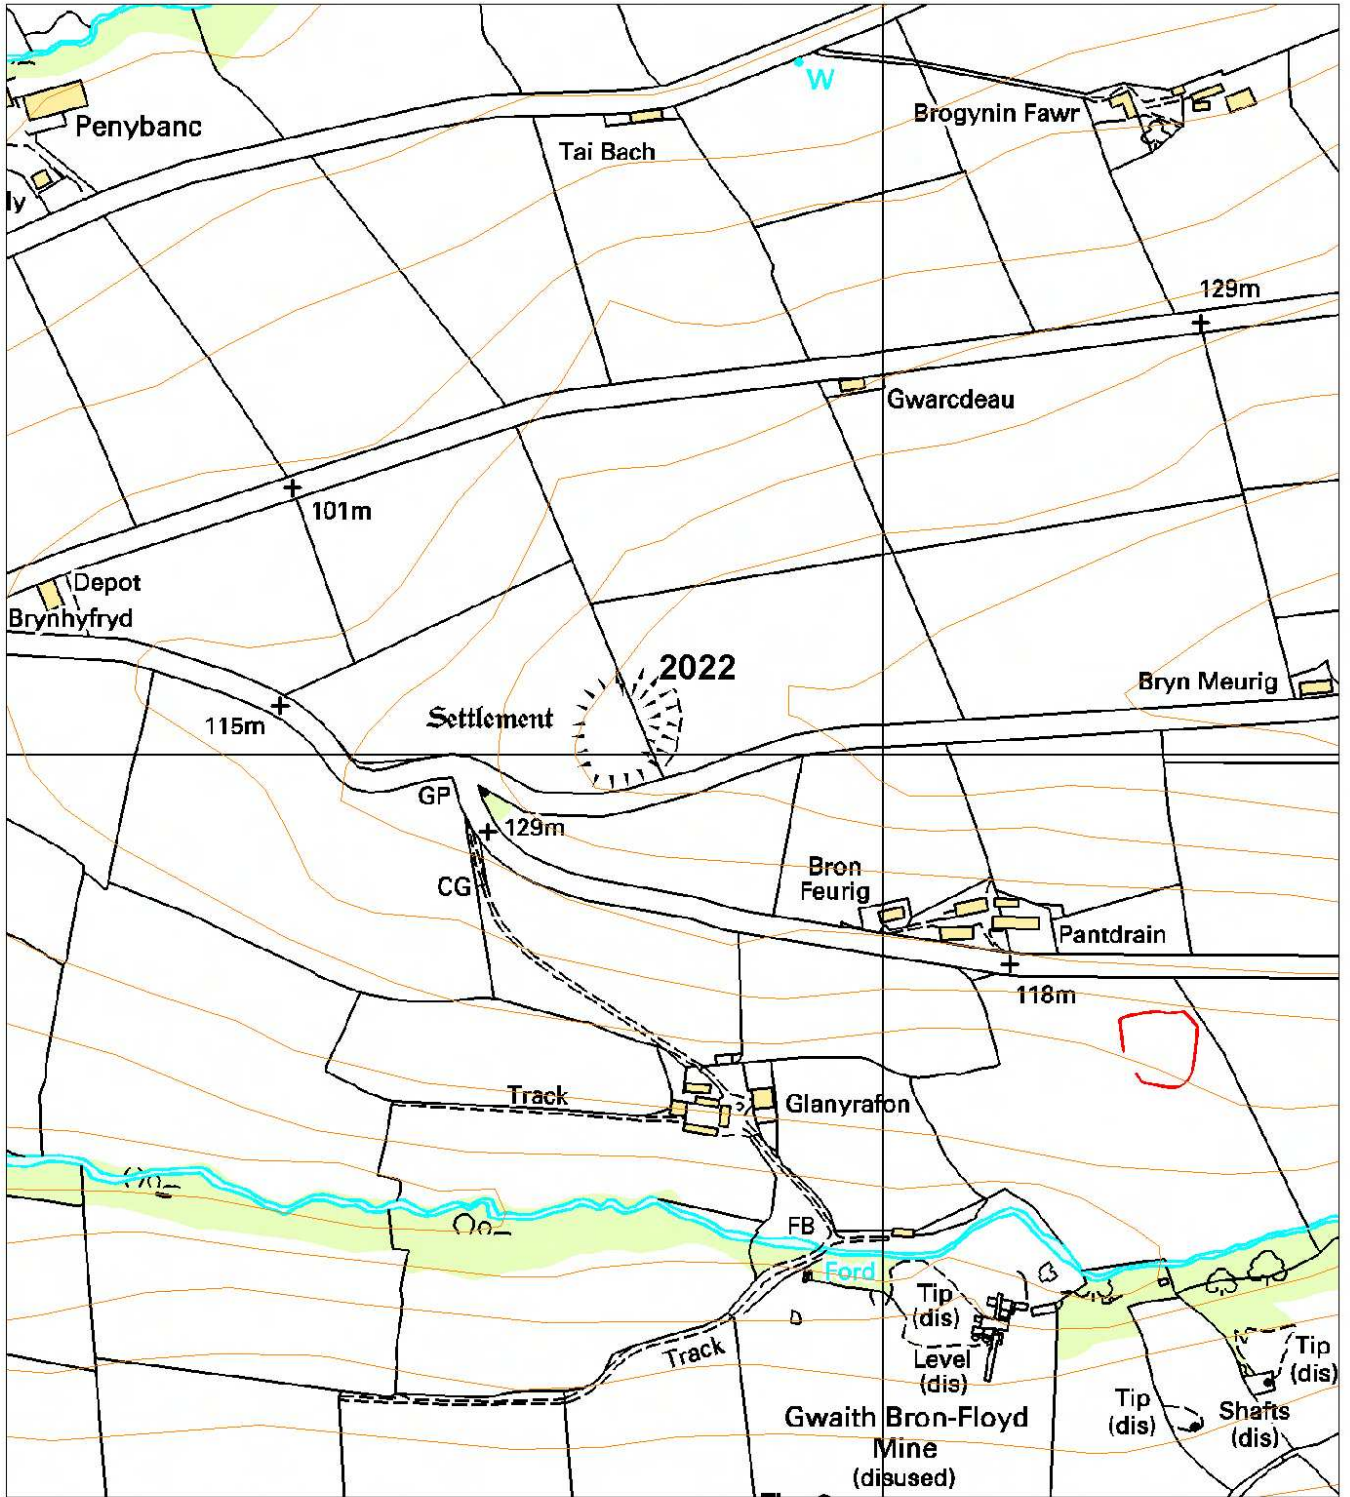 W
Brogynin Fawr
Penybanc
Tai Bach
ly
129m
Gwarcdeau
101m
Depot
Brynhyfryd
2022
Bryn Meurig
Settlement
115m
GP
129m
Bron
Feurig
CG
Pantdrain
118m
Track
Glanyrafon
FB
Ford
Tip
(dis)
Track
Level
(dis)
Tip
(dis)
Tip
(dis)
Shafts
(dis)
Gwaith Bron-Floyd
Mine
(disused)